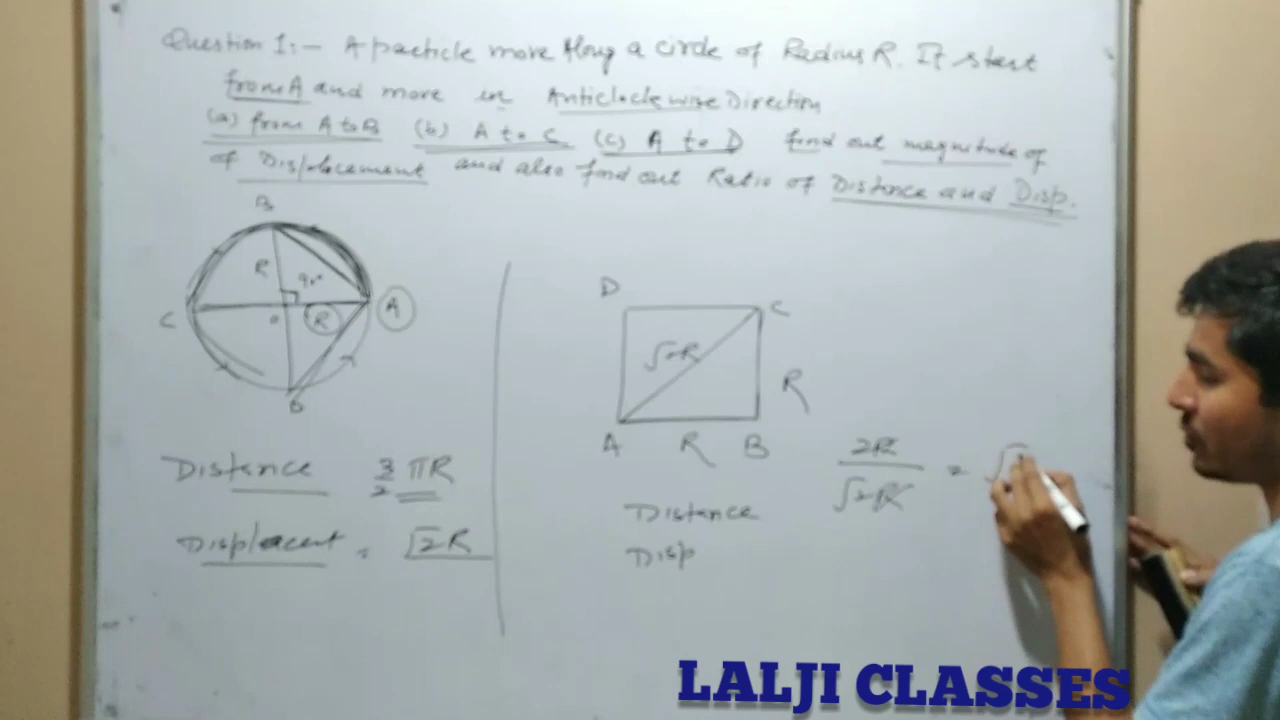 Question 1:- A particle move Along a circle of Radius R. It start
from A and move in Anticlockwise Direction
(a) from A to B (b) A to C (c) A to D find out magnitude of
of Displacement and also find out Ratio of Distance and Disp.
B
R
90°
C
o
R
A
D
C
√2R
R
A
R
B
Distance 3/2 πR
Displacent = √2R
2R/√2R = √
Distance
Disp
LALJI CLASSES